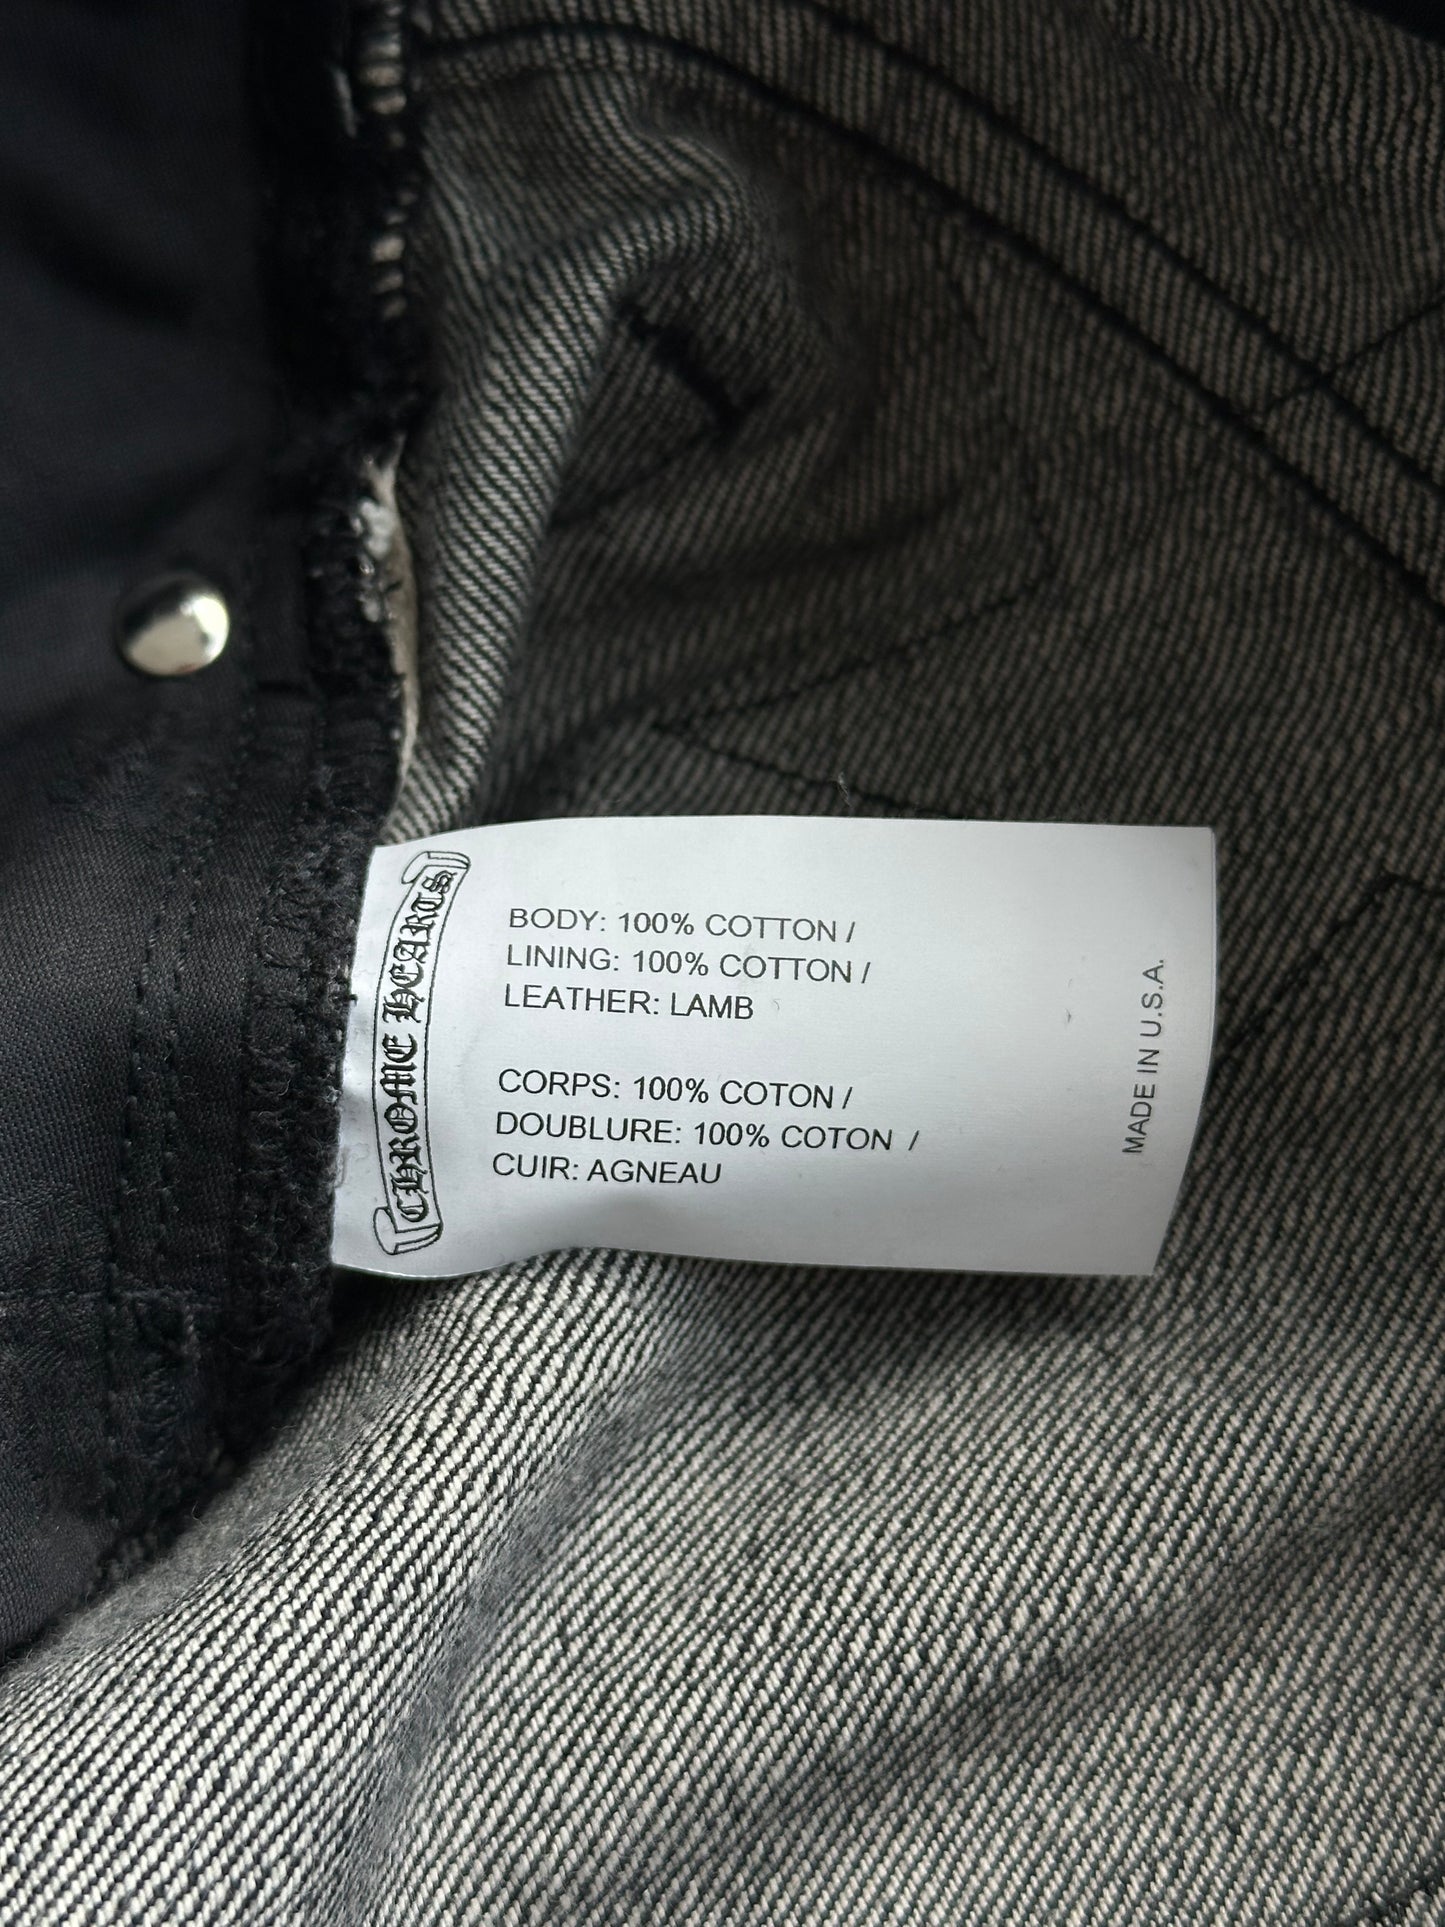 CHROME HEARTS
BODY: 100% COTTON /
LINING: 100% COTTON /
LEATHER: LAMB
CORPS: 100% COTON /
DOUBLURE: 100% COTON /
CUIR: AGNEAU
MADE IN U.S.A.